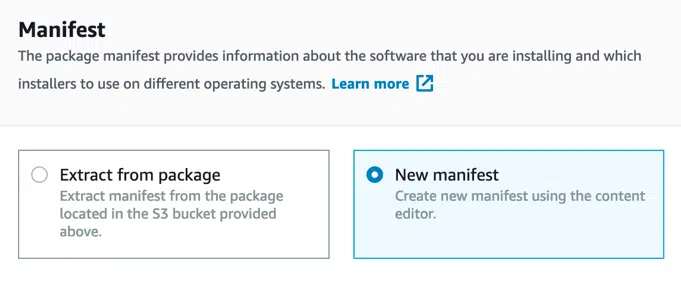 Manifest
The package manifest provides information about the software that you are installing and which
installers to use on different operating systems. Learn more
Extract from package
Extract manifest from the package
located in the S3 bucket provided
above.
New manifest
Create new manifest using the content
editor.